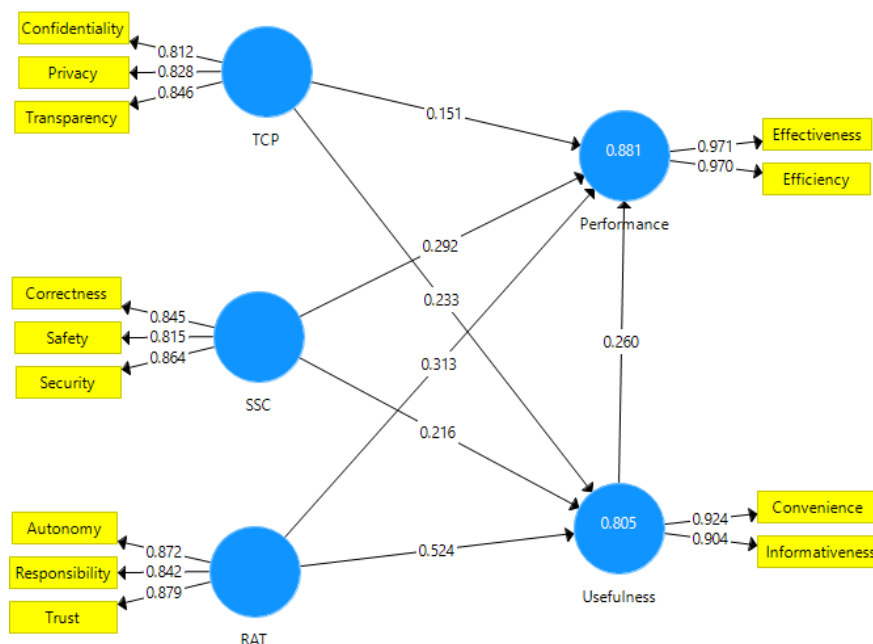 Confidentiality
0.812
Privacy
0.828
Transparency
0.846
TCP
0.151
0.881
Performance
0.971
Effectiveness
0.970
Efficiency
0.292
0.233
Correctness
0.845
Safety
0.815
Security
0.864
SSC
0.260
0.313
0.216
Autonomy
0.872
Responsibility
0.842
Trust
0.879
RAT
0.524
0.805
Usefulness
0.924
Convenience
0.904
Informativeness